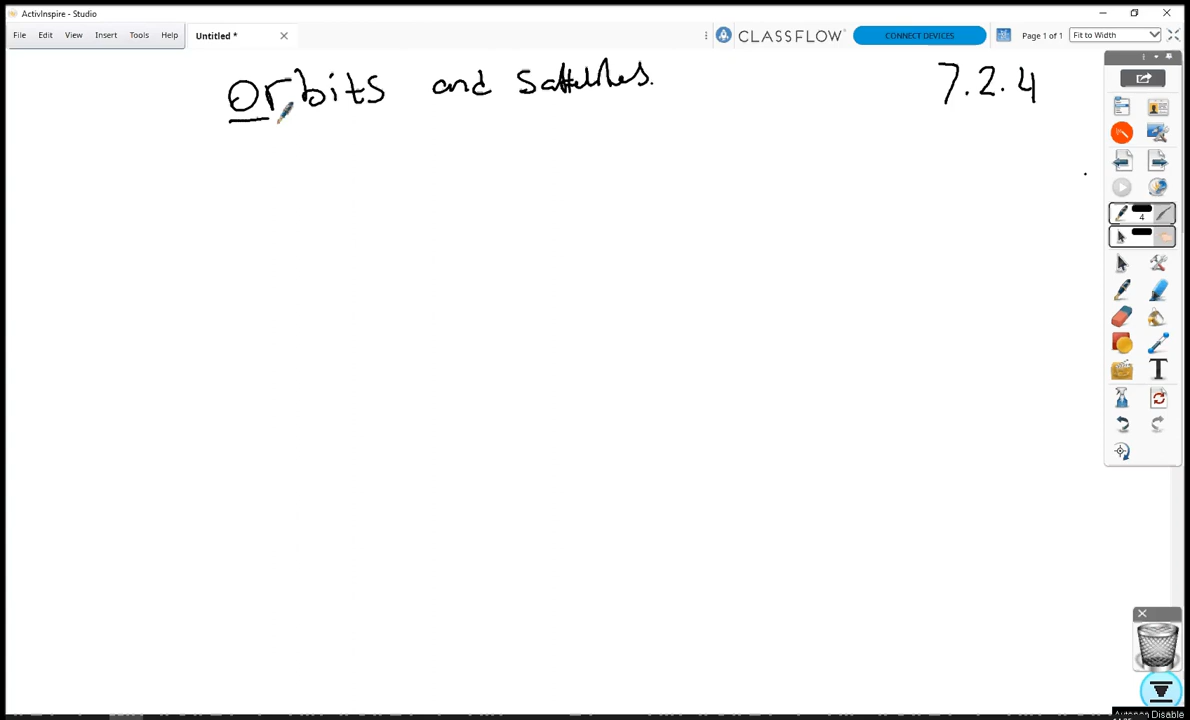 ActivInspire - Studio
File Edit View Insert Tools Help Untitled * CLASSFLOW CONNECT DEVICES Page 1 of 1 Fit to Width
Orbits and Satellites. 7.2.4
4
T